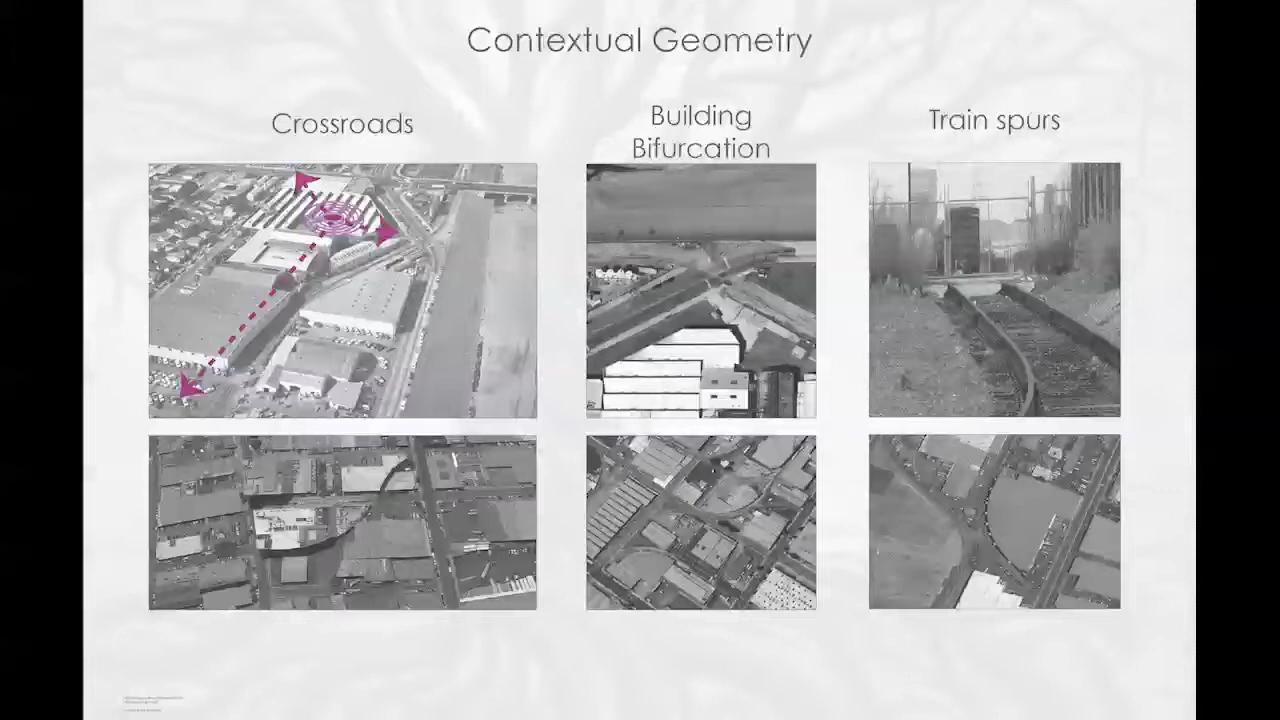 Contextual Geometry
Crossroads
Building
Bifurcation
Train spurs